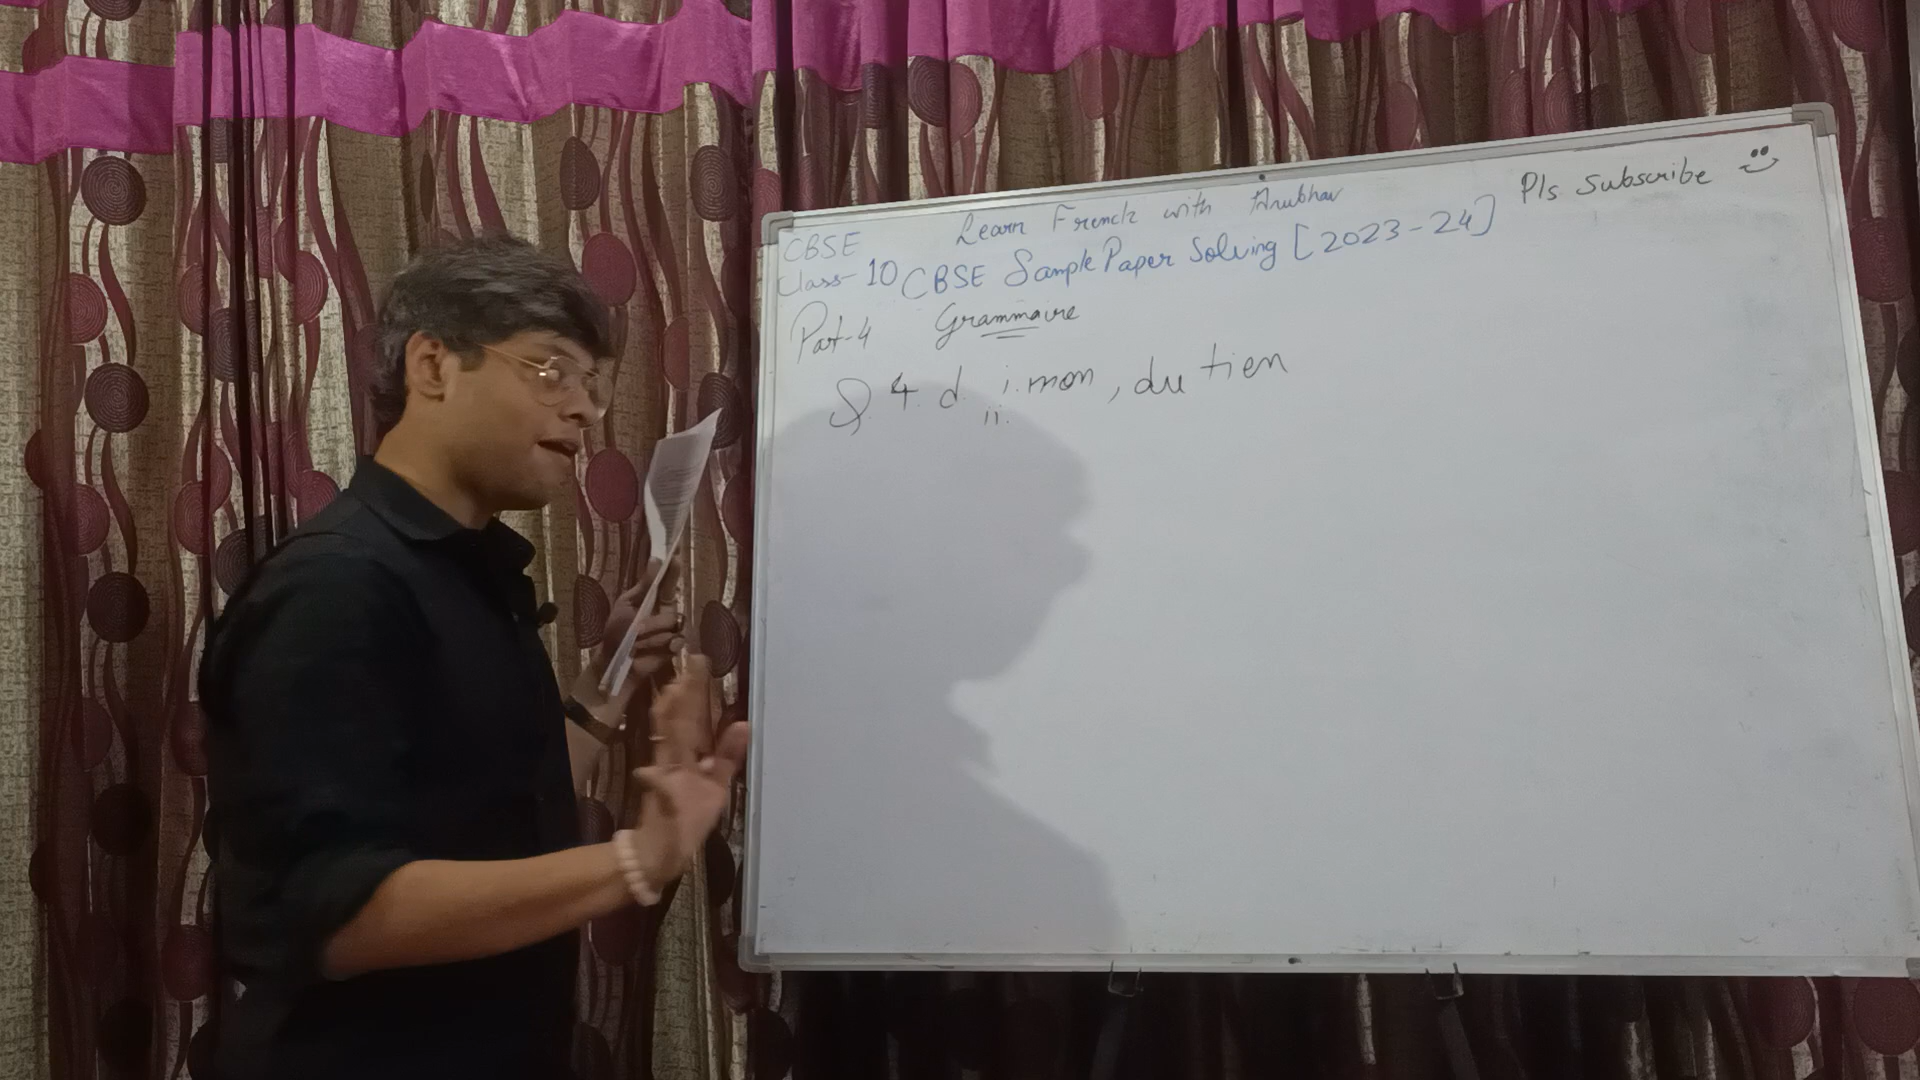 Learn French with Anubhav
Pls Subscribe
CBSE
Class-10 CBSE Sample Paper Solving [2023-24]
Part-4 Grammaire
Q. 4. d. i. mon, du tien
ii.